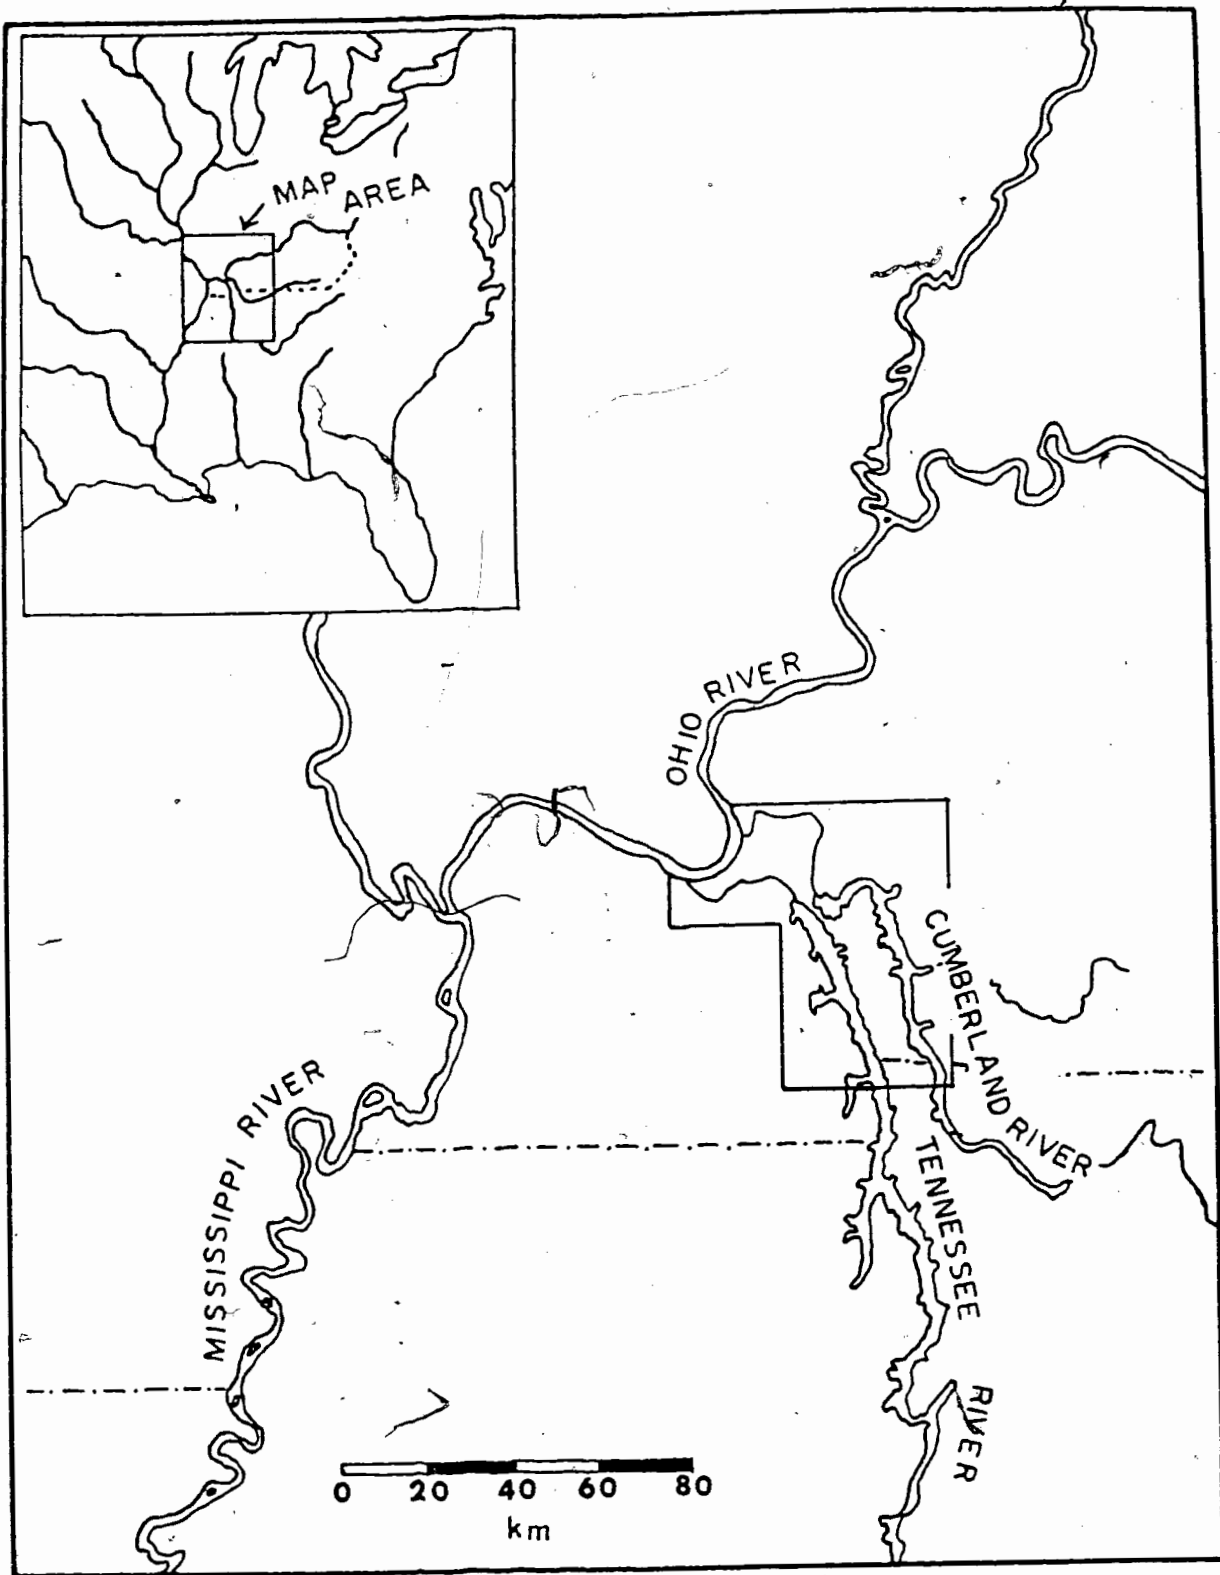 MAP AREA
OHIO RIVER
CUMBERLAND RIVER
MISSISSIPPI RIVER
TENNESSEE RIVER
0 20 40 60 80
km